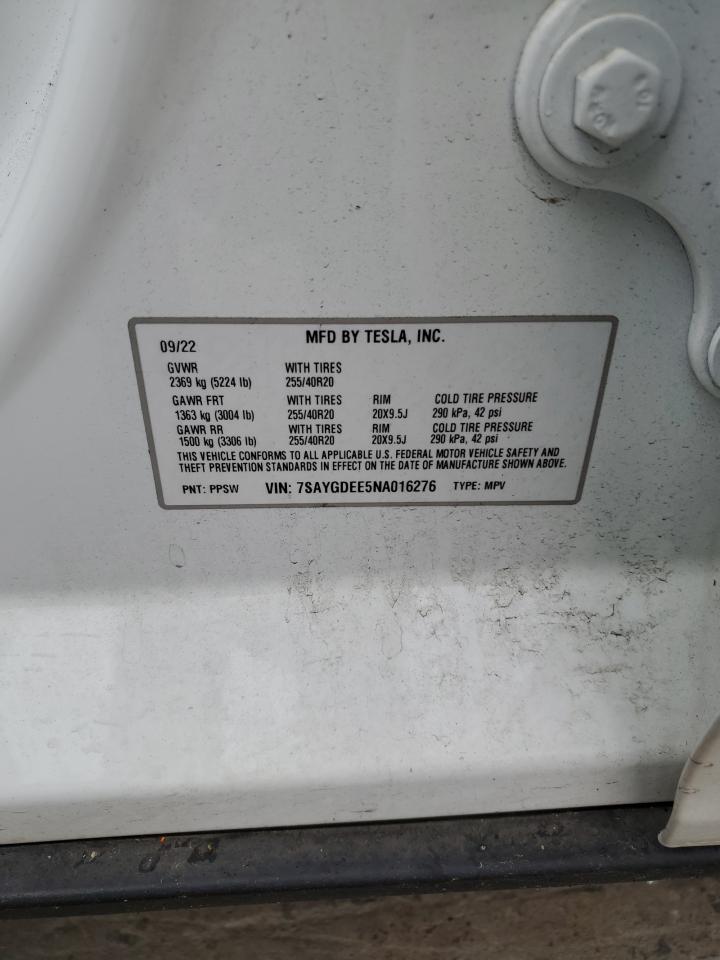 MFD BY TESLA, INC.
09/22
GVWR WITH TIRES
2369 kg (5224 lb) 255/40R20
GAWR FRT WITH TIRES RIM COLD TIRE PRESSURE
1363 kg (3004 lb) 255/40R20 20X9.5J 290 kPa, 42 psi
GAWR RR WITH TIRES RIM COLD TIRE PRESSURE
1500 kg (3306 lb) 255/40R20 20X9.5J 290 kPa, 42 psi
THIS VEHICLE CONFORMS TO ALL APPLICABLE U.S. FEDERAL MOTOR VEHICLE SAFETY AND
THEFT PREVENTION STANDARDS IN EFFECT ON THE DATE OF MANUFACTURE SHOWN ABOVE.
PNT: PPSW VIN: 7SAYGDEE5NA016276 TYPE: MPV